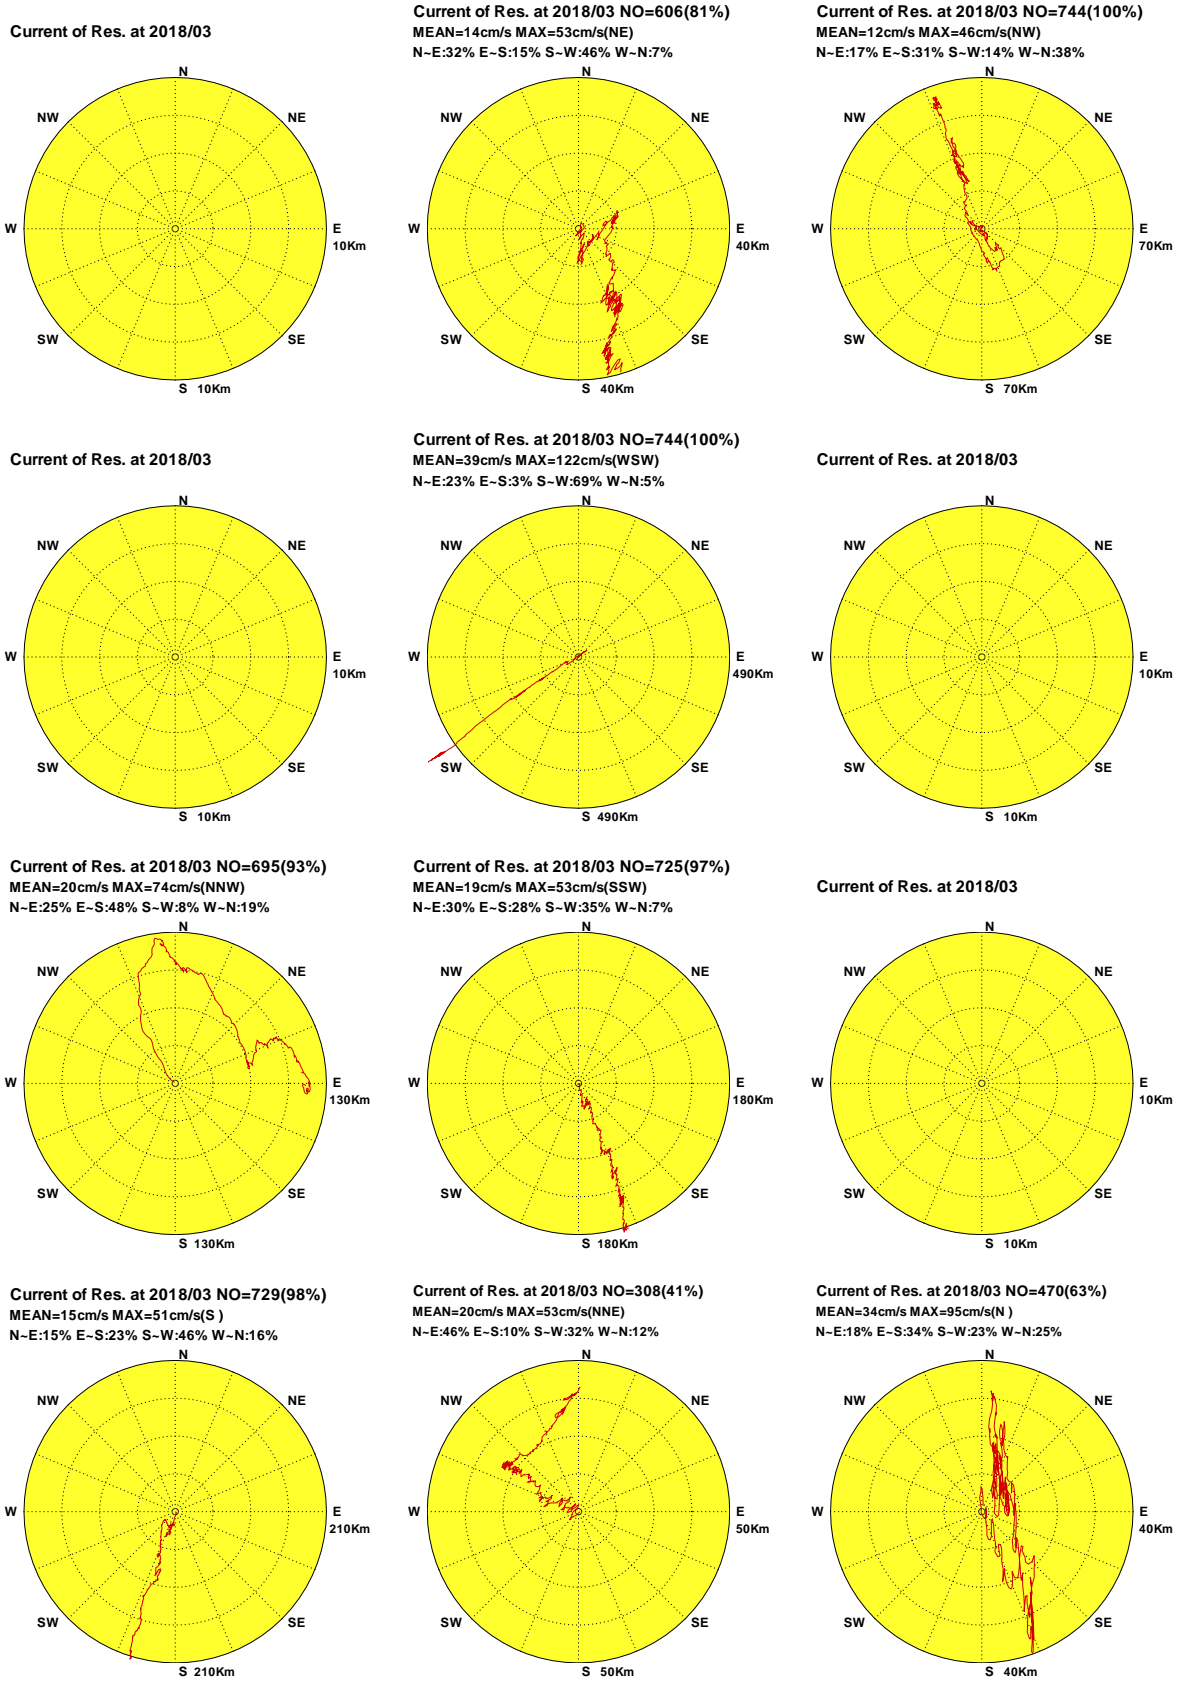 Current of Res. at 2018/03
N
NW
NE
W
E
10Km
SW
SE
S 10Km
Current of Res. at 2018/03 NO=606(81%)
MEAN=14cm/s MAX=53cm/s(NE)
N~E:32% E~S:15% S~W:46% W~N:7%
N
NW
NE
W
E
40Km
SW
SE
S 40Km
Current of Res. at 2018/03 NO=744(100%)
MEAN=12cm/s MAX=46cm/s(NW)
N~E:17% E~S:31% S~W:14% W~N:38%
N
NW
NE
W
E
70Km
SW
SE
S 70Km
Current of Res. at 2018/03
N
NW
NE
W
E
10Km
SW
SE
S 10Km
Current of Res. at 2018/03 NO=744(100%)
MEAN=39cm/s MAX=122cm/s(WSW)
N~E:23% E~S:3% S~W:69% W~N:5%
N
NW
NE
W
E
490Km
SW
SE
S 490Km
Current of Res. at 2018/03
N
NW
NE
W
E
10Km
SW
SE
S 10Km
Current of Res. at 2018/03 NO=695(93%)
MEAN=20cm/s MAX=74cm/s(NNW)
N~E:25% E~S:48% S~W:8% W~N:19%
N
NW
NE
W
E
130Km
SW
SE
S 130Km
Current of Res. at 2018/03 NO=725(97%)
MEAN=19cm/s MAX=53cm/s(SSW)
N~E:30% E~S:28% S~W:35% W~N:7%
N
NW
NE
W
E
180Km
SW
SE
S 180Km
Current of Res. at 2018/03
N
NW
NE
W
E
10Km
SW
SE
S 10Km
Current of Res. at 2018/03 NO=729(98%)
MEAN=15cm/s MAX=51cm/s(S )
N~E:15% E~S:23% S~W:46% W~N:16%
N
NW
NE
W
E
210Km
SW
SE
S 210Km
Current of Res. at 2018/03 NO=308(41%)
MEAN=20cm/s MAX=53cm/s(NNE)
N~E:46% E~S:10% S~W:32% W~N:12%
N
NW
NE
W
E
50Km
SW
SE
S 50Km
Current of Res. at 2018/03 NO=470(63%)
MEAN=34cm/s MAX=95cm/s(N )
N~E:18% E~S:34% S~W:23% W~N:25%
N
NW
NE
W
E
40Km
SW
SE
S 40Km